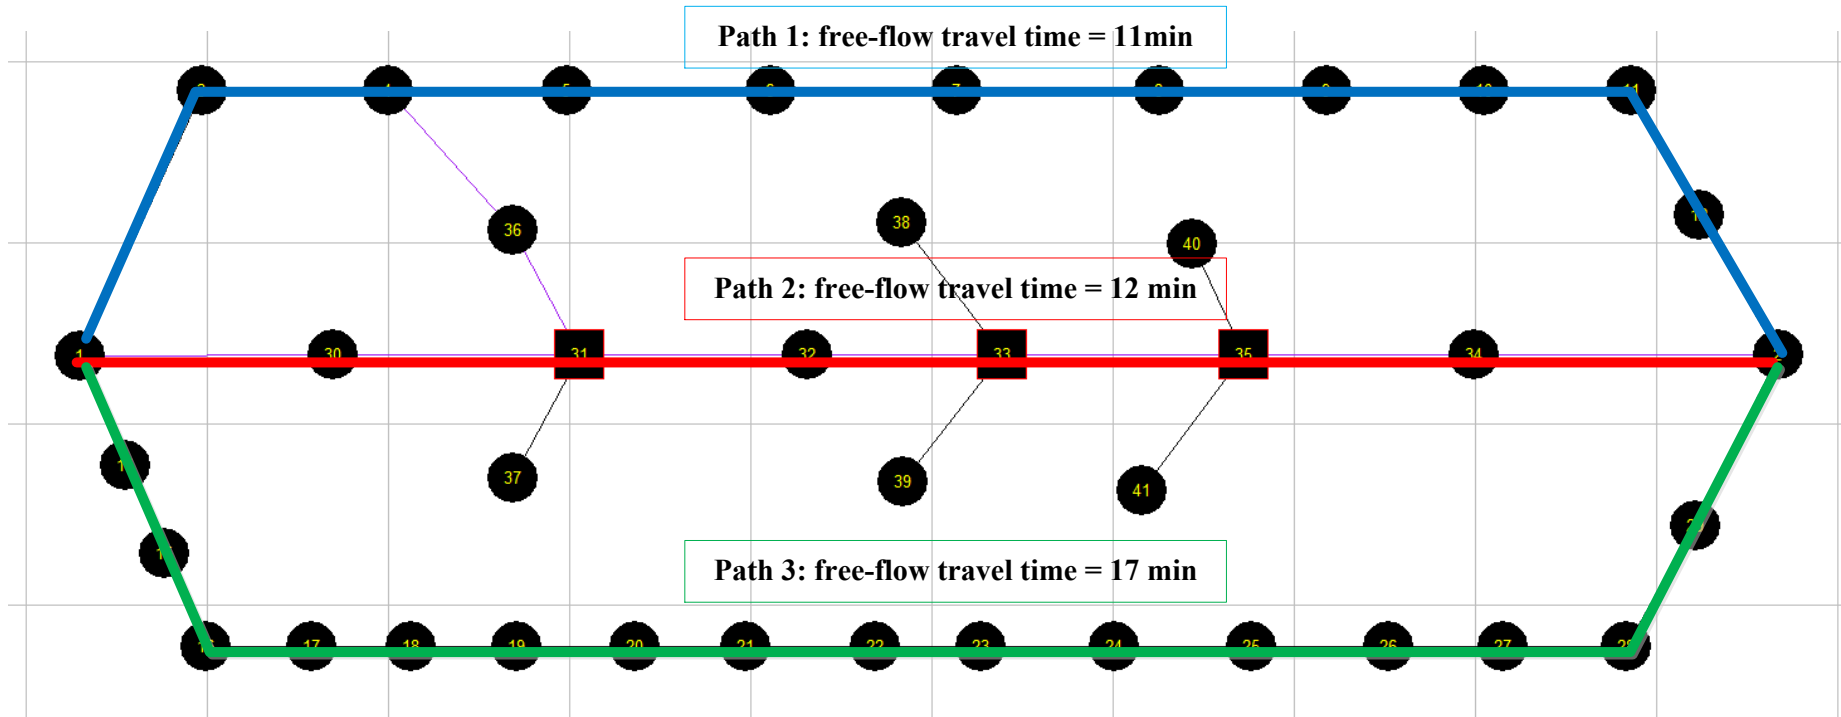 Path 1: free-flow travel time = 11min
36
38
40
Path 2: free-flow travel time = 12 min
1 30 31 32 33 35 34
37
39
41
Path 3: free-flow travel time = 17 min
17 18 19 20 21 22 23 24 25 26 27